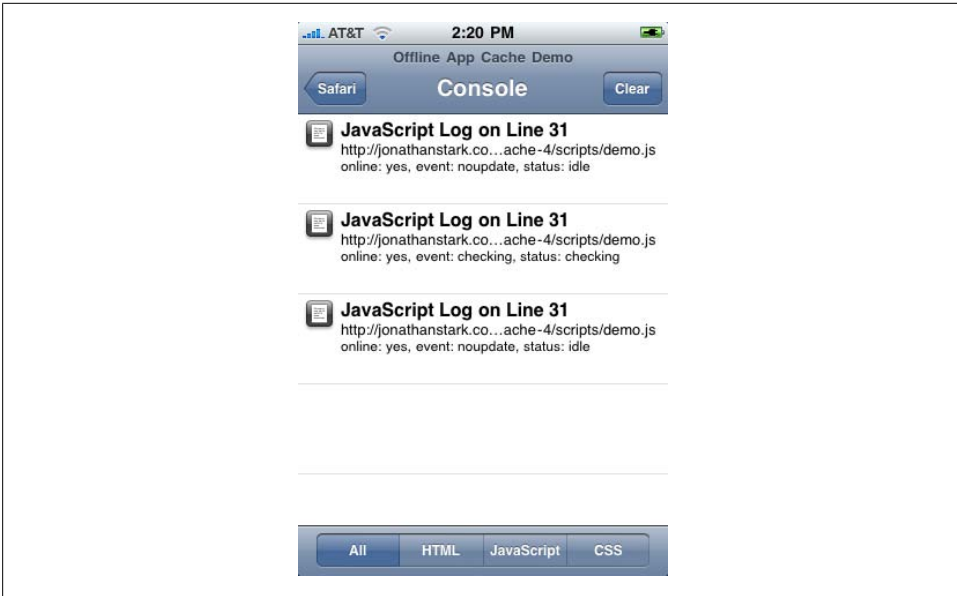 AT&T 2:20 PM
Offline App Cache Demo
Safari Console Clear
JavaScript Log on Line 31
http://jonathanstark.co...ache-4/scripts/demo.js
online: yes, event: noupdate, status: idle
JavaScript Log on Line 31
http://jonathanstark.co...ache-4/scripts/demo.js
online: yes, event: checking, status: checking
JavaScript Log on Line 31
http://jonathanstark.co...ache-4/scripts/demo.js
online: yes, event: noupdate, status: idle
All HTML JavaScript CSS